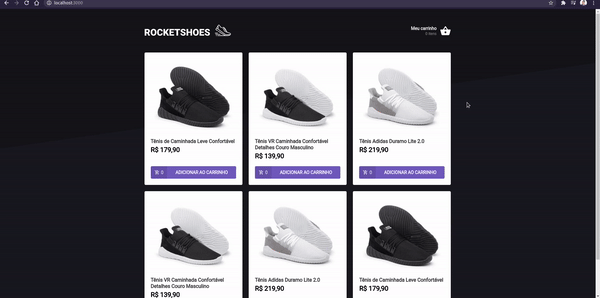 localhost:3000
ROCKETSHOES
Meu carrinho
0 itens
Tênis de Caminhada Leve Confortável
R$ 179,90
0 ADICIONAR AO CARRINHO
Tênis VR Caminhada Confortável
Detalhes Couro Masculino
R$ 139,90
0 ADICIONAR AO CARRINHO
Tênis Adidas Duramo Lite 2.0
R$ 219,90
0 ADICIONAR AO CARRINHO
Tênis VR Caminhada Confortável
Detalhes Couro Masculino
R$ 139,90
Tênis Adidas Duramo Lite 2.0
R$ 219,90
Tênis de Caminhada Leve Confortável
R$ 179,90